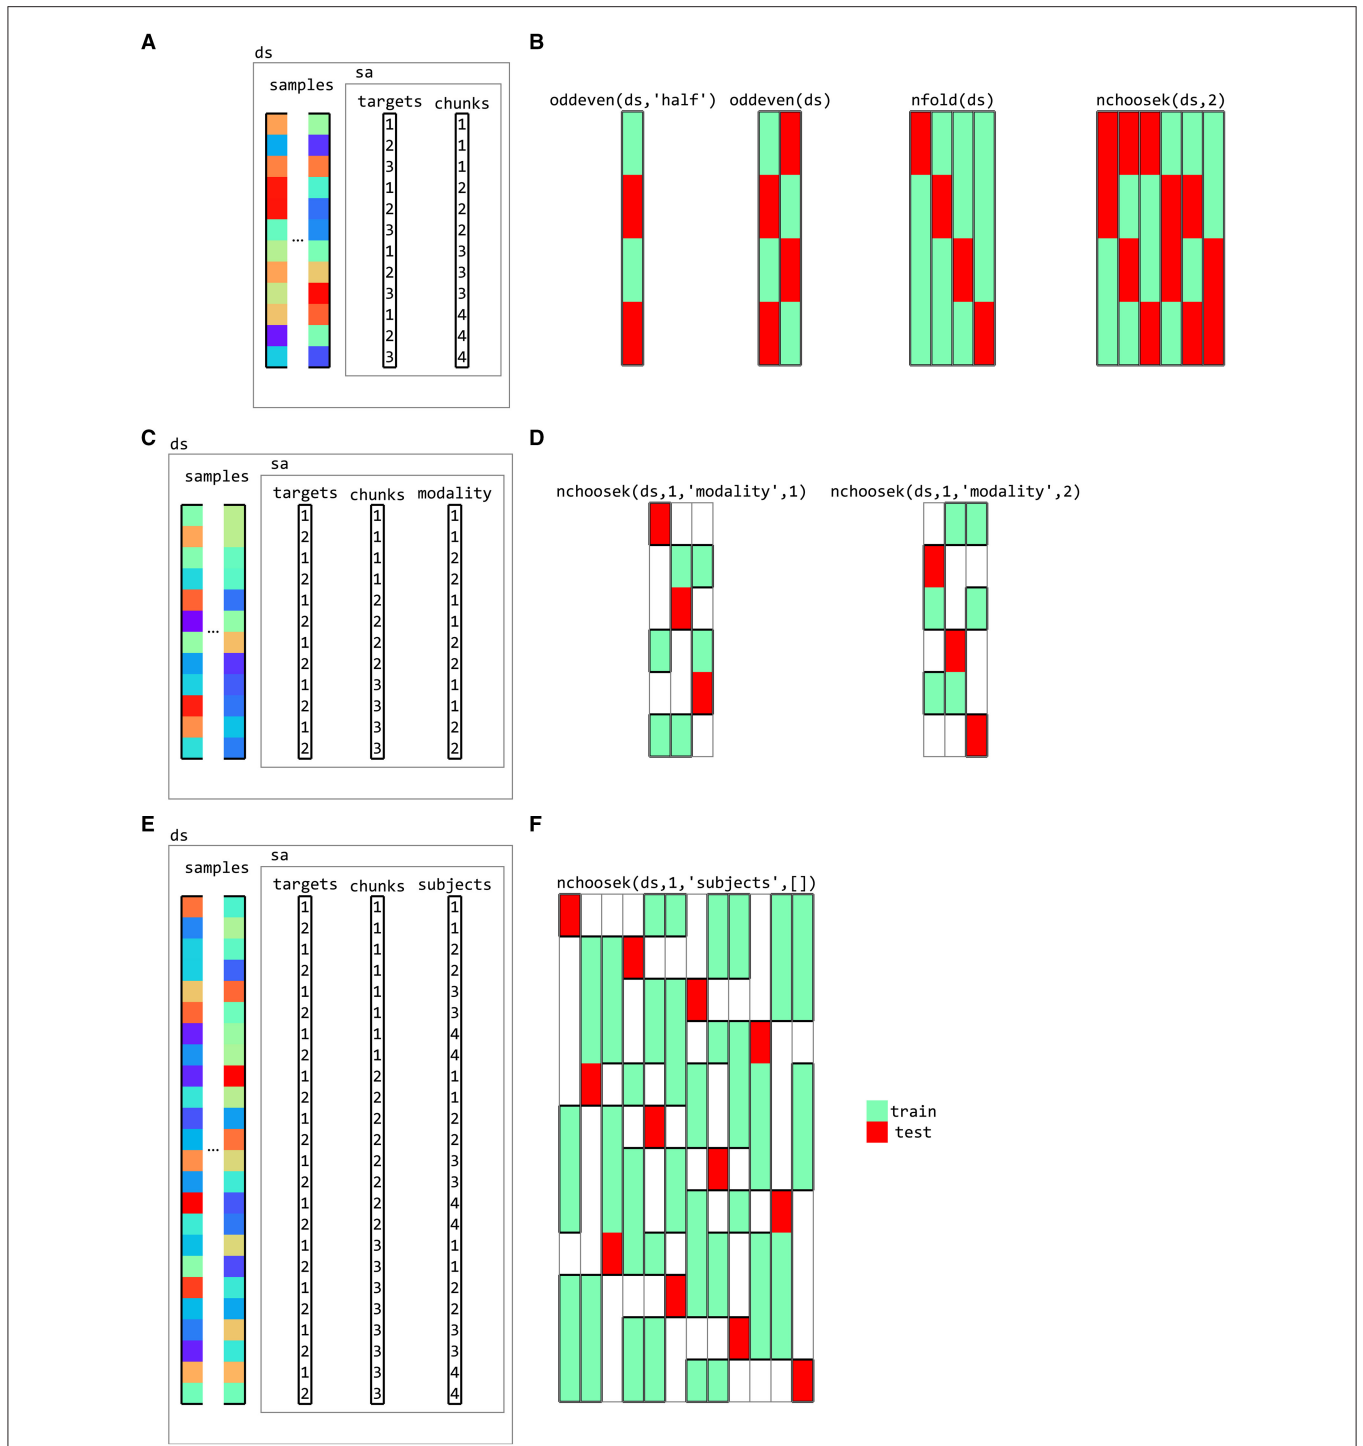 A
B
ds
sa
samples
targets chunks
1 1
2 1
3 1
1 2
2 2
3 2
...
1 3
2 3
3 3
1 4
2 4
3 4
oddeven(ds,'half') oddeven(ds) nfold(ds) nchoosek(ds,2)
C
D
ds
sa
samples
targets chunks modality
1 1 1
2 1 1
1 1 2
2 1 2
1 2 1
2 2 1
...
1 2 2
2 2 2
1 3 1
2 3 1
1 3 2
2 3 2
nchoosek(ds,1,'modality',1) nchoosek(ds,1,'modality',2)
E
F
ds
sa
samples
targets chunks subjects
1 1 1
2 1 1
1 1 2
2 1 2
1 1 3
2 1 3
1 1 4
2 1 4
1 2 1
2 2 1
1 2 2
2 2 2
...
1 2 3
2 2 3
1 2 4
2 2 4
1 3 1
2 3 1
1 3 2
2 3 2
1 3 3
2 3 3
1 3 4
2 3 4
nchoosek(ds,1,'subjects',[])
train
test